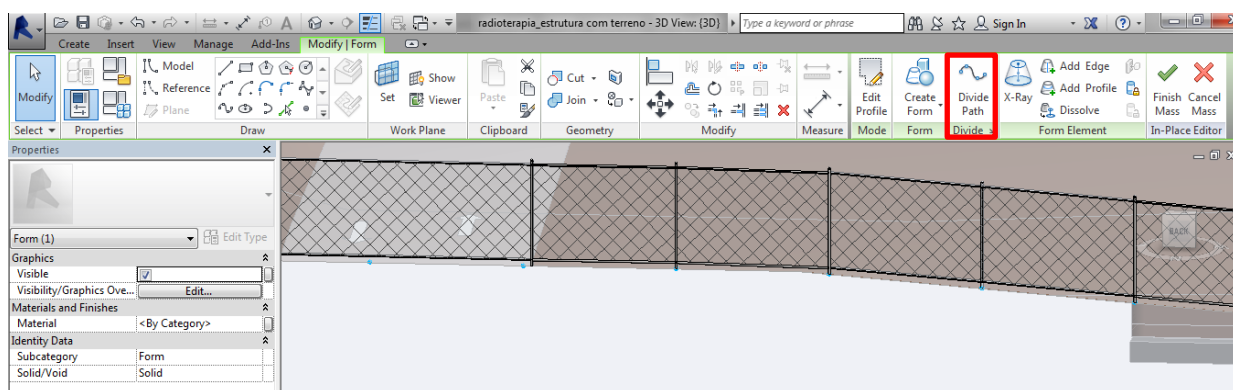 radioterapia_estrutura com terreno - 3D View: {3D}
Type a keyword or phrase
Sign In
Create Insert View Manage Add-Ins Modify | Form
Modify
Select
Properties
Model
Reference
Plane
Draw
Set
Show
Viewer
Work Plane
Paste
Clipboard
Cut
Join
Geometry
Modify
Measure
Edit
Profile
Mode
Create
Form
Form
Divide
Path
Divide
X-Ray
Add Edge
Add Profile
Dissolve
Form Element
Finish Cancel
Mass Mass
In-Place Editor
Properties
Form (1)
Edit Type
Graphics
Visible
Visibility/Graphics Ove... Edit...
Materials and Finishes
Material <By Category>
Identity Data
Subcategory Form
Solid/Void Solid
BACK